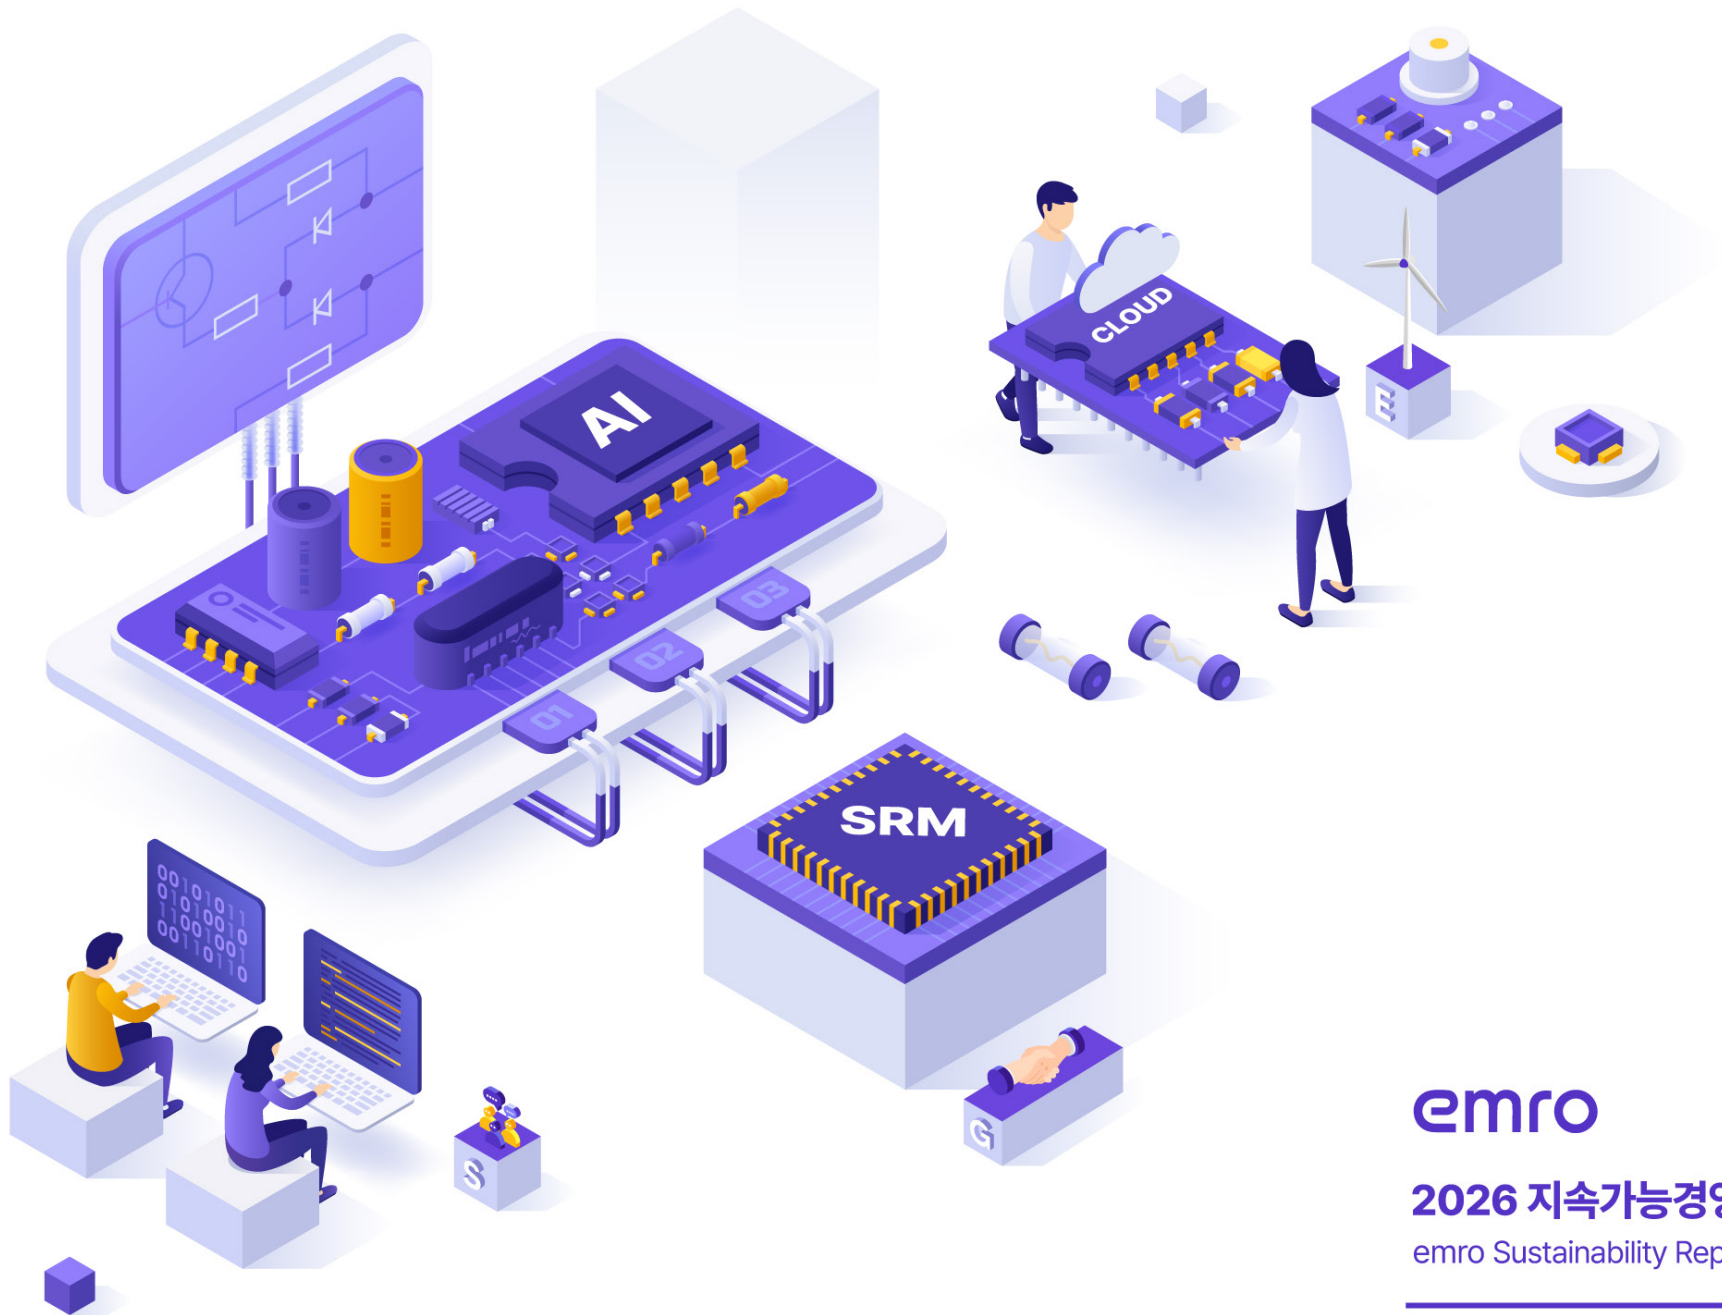 AI
CLOUD
E
01
02
03
SRM
00101011
01010010
11001001
00110110
S
G
emro
2026 지속가능경영
emro Sustainability Rep